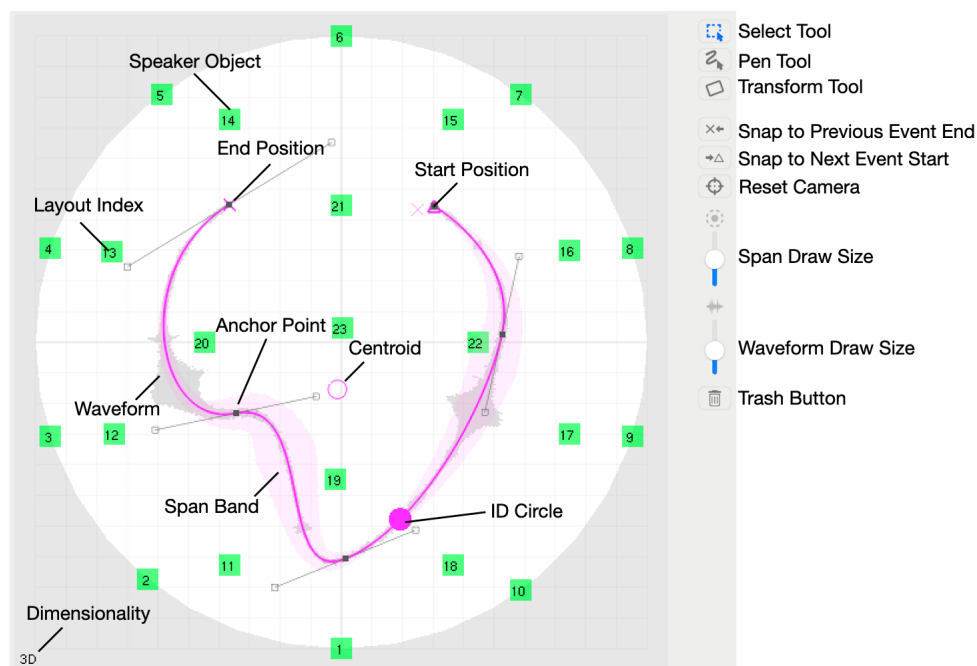 6
Speaker Object
5
7
14
15
End Position
Start Position
Layout Index
21
4
13
16
8
Anchor Point
23
20
22
Centroid
Waveform
3
12
17
9
19
Span Band
ID Circle
11
18
2
10
Dimensionality
1
3D
Select Tool
Pen Tool
Transform Tool
Snap to Previous Event End
Snap to Next Event Start
Reset Camera
Span Draw Size
Waveform Draw Size
Trash Button